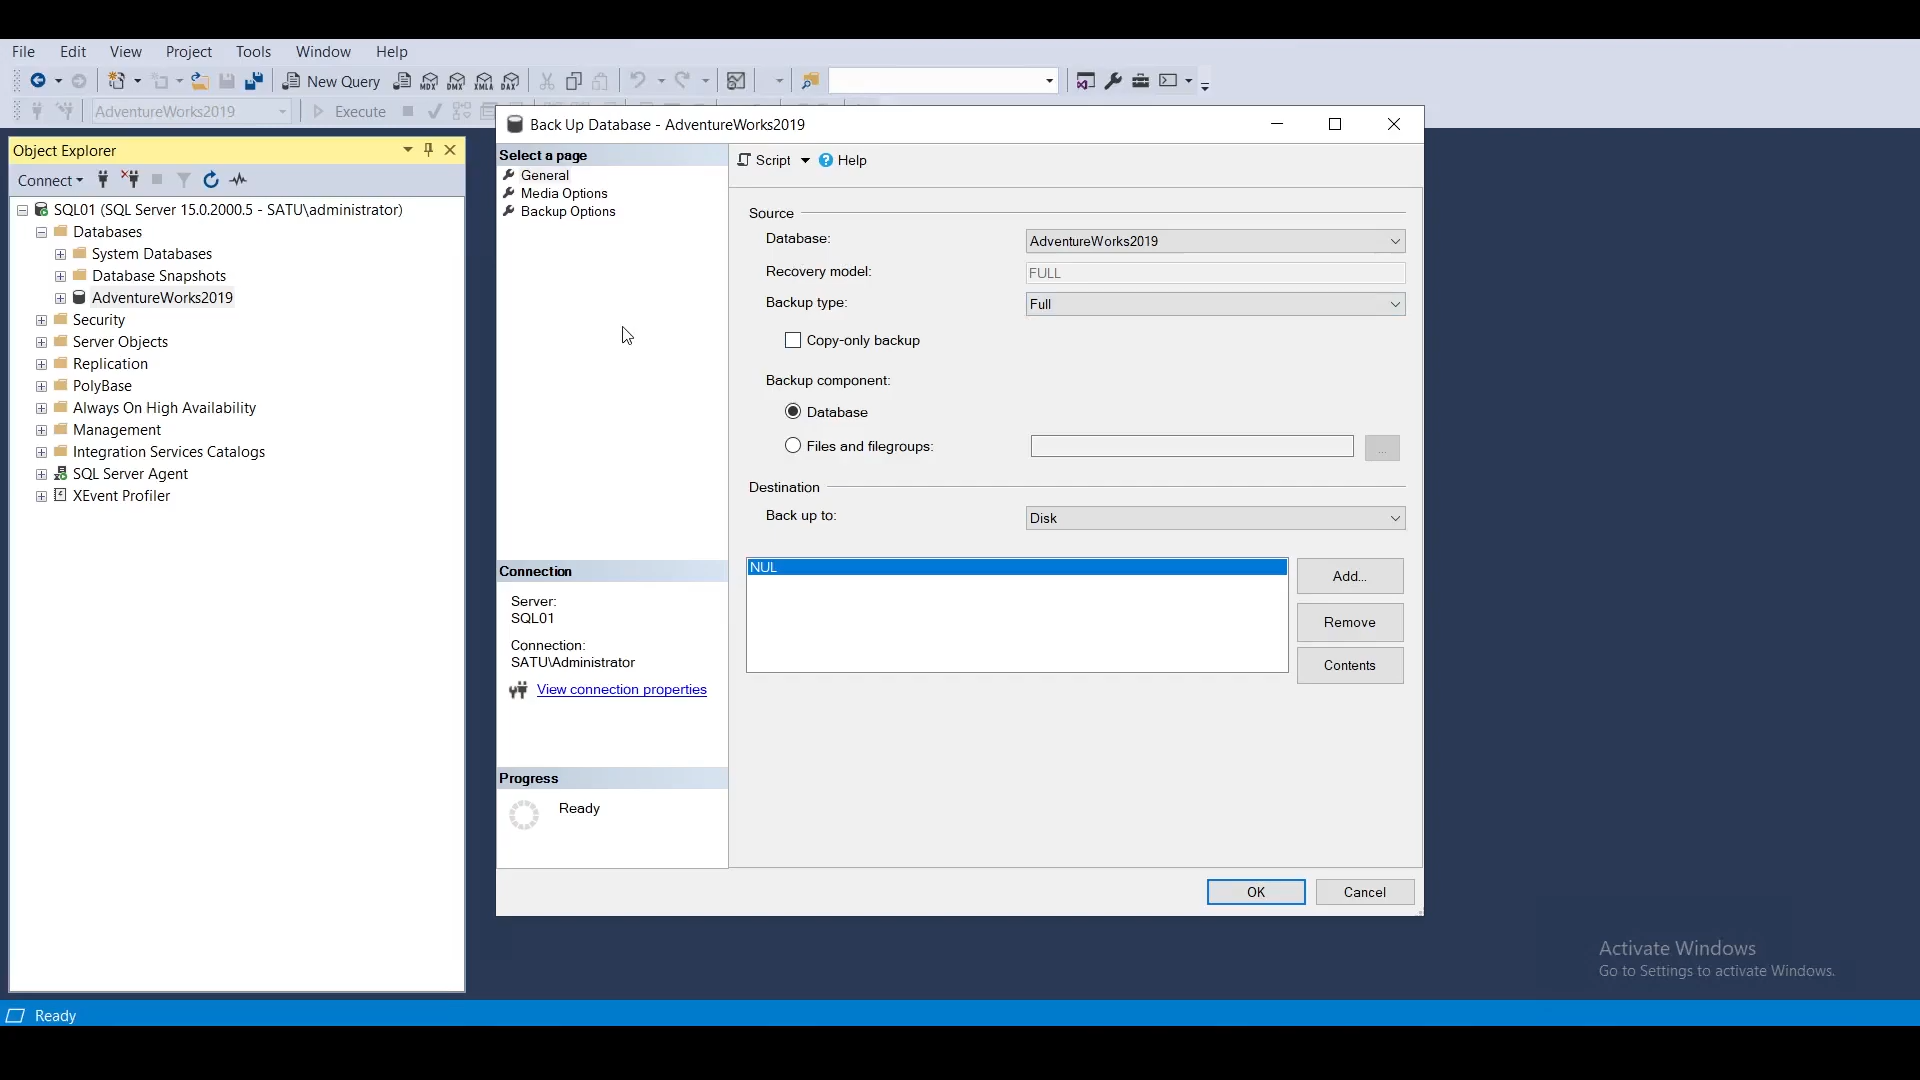 File Edit View Project Tools Window Help
New Query MDX DMX XMLA DAX
AdventureWorks2019 Execute
Object Explorer
Connect
SQL01 (SQL Server 15.0.2000.5 - SATU\administrator)
Databases
System Databases
Database Snapshots
AdventureWorks2019
Security
Server Objects
Replication
PolyBase
Always On High Availability
Management
Integration Services Catalogs
SQL Server Agent
XEvent Profiler
Back Up Database - AdventureWorks2019
Select a page
General
Media Options
Backup Options
Connection
Server:
SQL01
Connection:
SATU\Administrator
View connection properties
Progress
Ready
Script Help
Source
Database: AdventureWorks2019
Recovery model: FULL
Backup type: Full
Copy-only backup
Backup component:
Database
Files and filegroups: ...
Destination
Back up to: Disk
NUL
Add...
Remove
Contents
OK Cancel
Activate Windows
Go to Settings to activate Windows.
Ready